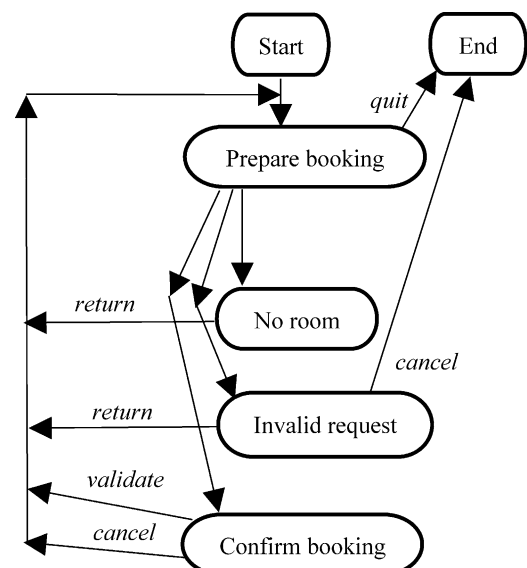 Start
End
quit
Prepare booking
return
No room
cancel
return
Invalid request
validate
cancel
Confirm booking